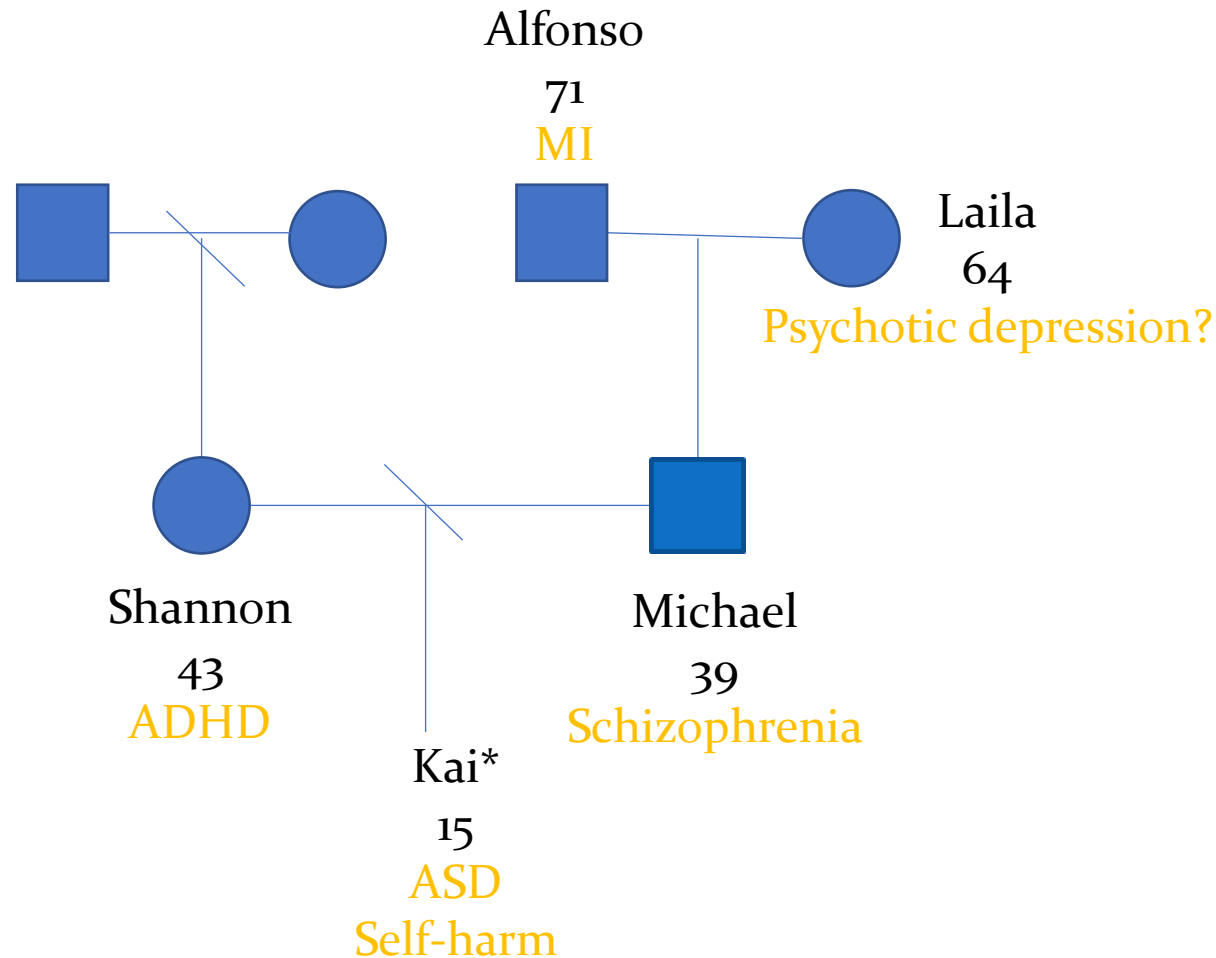 Alfonso
71
MI
Laila
64
Psychotic depression?
Shannon
43
ADHD
Michael
39
Schizophrenia
Kai*
15
ASD
Self-harm